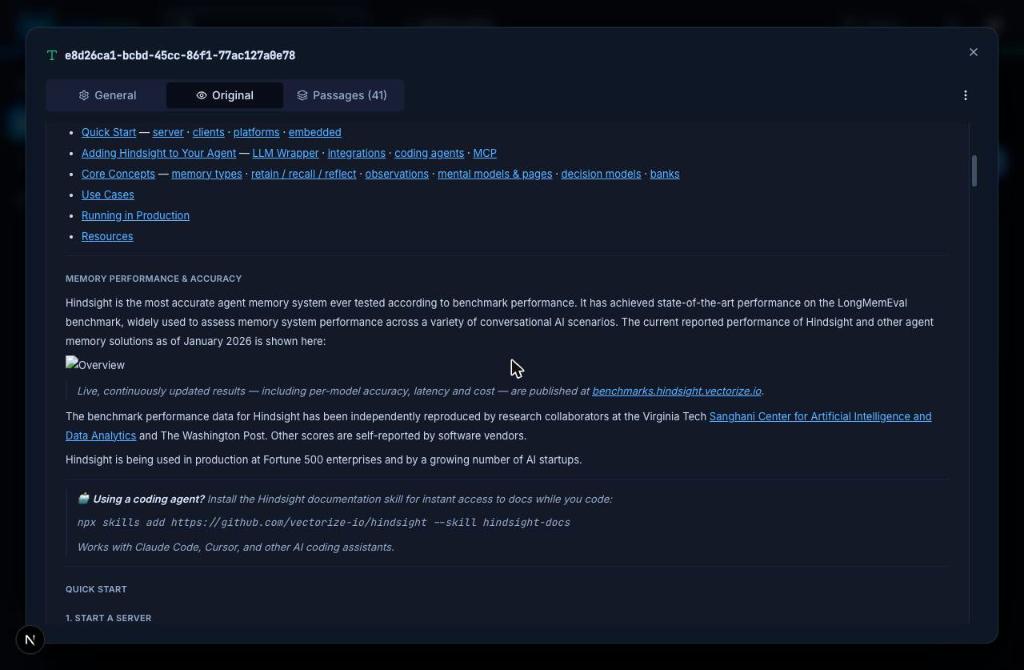 e8d26ca1-bcbd-45cc-86f1-77ac127a0e78
General
Original
Passages (41)
• Quick Start — server · clients · platforms · embedded
• Adding Hindsight to Your Agent — LLM Wrapper · integrations · coding agents · MCP
• Core Concepts — memory types · retain / recall / reflect · observations · mental models & pages · decision models · banks
• Use Cases
• Running in Production
• Resources
MEMORY PERFORMANCE & ACCURACY
Hindsight is the most accurate agent memory system ever tested according to benchmark performance. It has achieved state-of-the-art performance on the LongMemEval
benchmark, widely used to assess memory system performance across a variety of conversational AI scenarios. The current reported performance of Hindsight and other agent
memory solutions as of January 2026 is shown here:
Overview
Live, continuously updated results — including per-model accuracy, latency and cost — are published at benchmarks.hindsight.vectorize.io.
The benchmark performance data for Hindsight has been independently reproduced by research collaborators at the Virginia Tech Sanghani Center for Artificial Intelligence and
Data Analytics and The Washington Post. Other scores are self-reported by software vendors.
Hindsight is being used in production at Fortune 500 enterprises and by a growing number of AI startups.
🤖 Using a coding agent? Install the Hindsight documentation skill for instant access to docs while you code:
npx skills add https://github.com/vectorize-io/hindsight --skill hindsight-docs
Works with Claude Code, Cursor, and other AI coding assistants.
QUICK START
1. START A SERVER
N